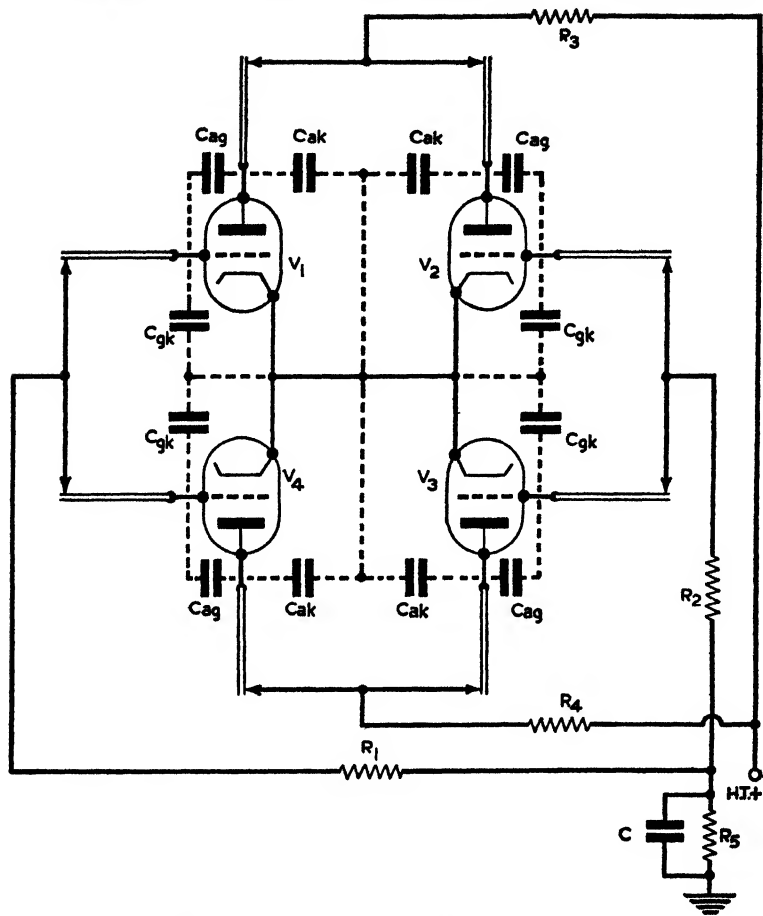 R3
Cag Cak Cak Cag
V1 V2
Cgk Cgk
Cgk Cgk
V4 V3
Cag Cak Cak Cag
R2
R4
R1
H.T.+
C R5